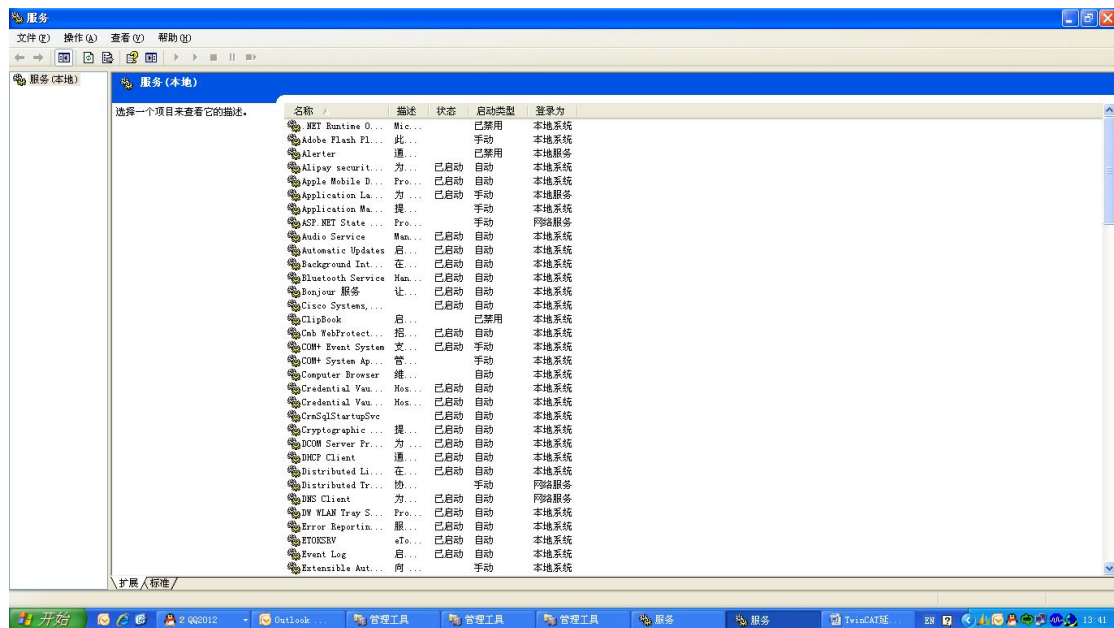 服务
文件(F) 操作(A) 查看(V) 帮助(H)
服务(本地)
服务(本地)
选择一个项目来查看它的描述。
名称 描述 状态 启动类型 登录为
.NET Runtime O... Mic... 已禁用 本地系统
Adobe Flash Pl... 此... 手动 本地系统
Alerter 通... 已禁用 本地服务
Alipay securit... 为... 已启动 自动 本地系统
Apple Mobile D... Pro... 已启动 自动 本地系统
Application La... 为 ... 已启动 手动 本地服务
Application Ma... 提... 手动 本地系统
ASP.NET State ... Pro... 手动 网络服务
Audio Service Man... 已启动 自动 本地系统
Automatic Updates 启... 已启动 自动 本地系统
Background Int... 在... 已启动 自动 本地系统
Bluetooth Service Man... 已启动 自动 本地系统
Bonjour 服务 让... 已启动 自动 本地系统
Cisco Systems,... 已启动 自动 本地系统
ClipBook 启... 已禁用 本地系统
Cmb WebProtect... 招... 已启动 自动 本地系统
COM+ Event System 支... 已启动 手动 本地系统
COM+ System Ap... 管... 手动 本地系统
Computer Browser 维... 自动 本地系统
Credential Vau... Hos... 已启动 自动 本地系统
Credential Vau... Hos... 已启动 自动 本地系统
CrmSqlStartupSvc 已启动 自动 本地系统
Cryptographic ... 提... 已启动 自动 本地系统
DCOM Server Pr... 为 ... 已启动 自动 本地系统
DHCP Client 通... 已启动 自动 本地系统
Distributed Li... 在... 已启动 自动 本地系统
Distributed Tr... 协... 手动 网络服务
DNS Client 为... 已启动 自动 网络服务
DW WLAN Tray S... Pro... 已启动 自动 本地系统
Error Reportin... 服... 已启动 自动 本地系统
ETOKSRV eTo... 已启动 自动 本地系统
Event Log 启... 已启动 自动 本地系统
Extensible Aut... 向 ... 手动 本地系统
扩展 标准
开始 2 QQ2012 Outlook ... 管理工具 管理工具 管理工具 服务 服务 TwinCAT延... EN 13:41